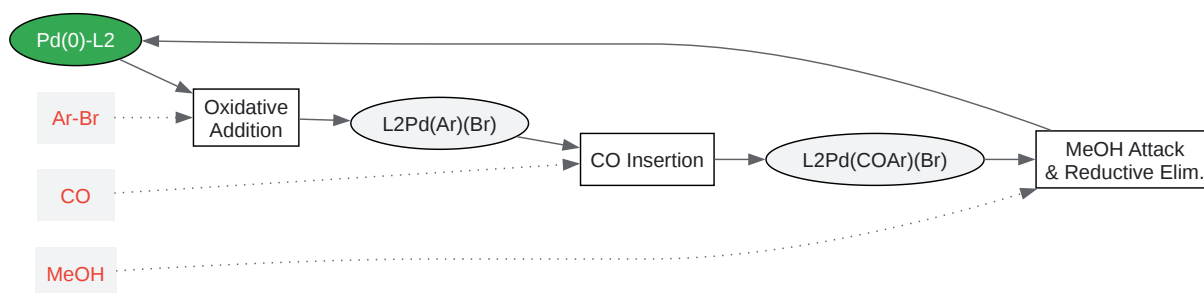 Pd(0)-L2
Ar-Br
Oxidative
Addition
L2Pd(Ar)(Br)
CO Insertion
L2Pd(COAr)(Br)
MeOH Attack
& Reductive Elim.
CO
MeOH